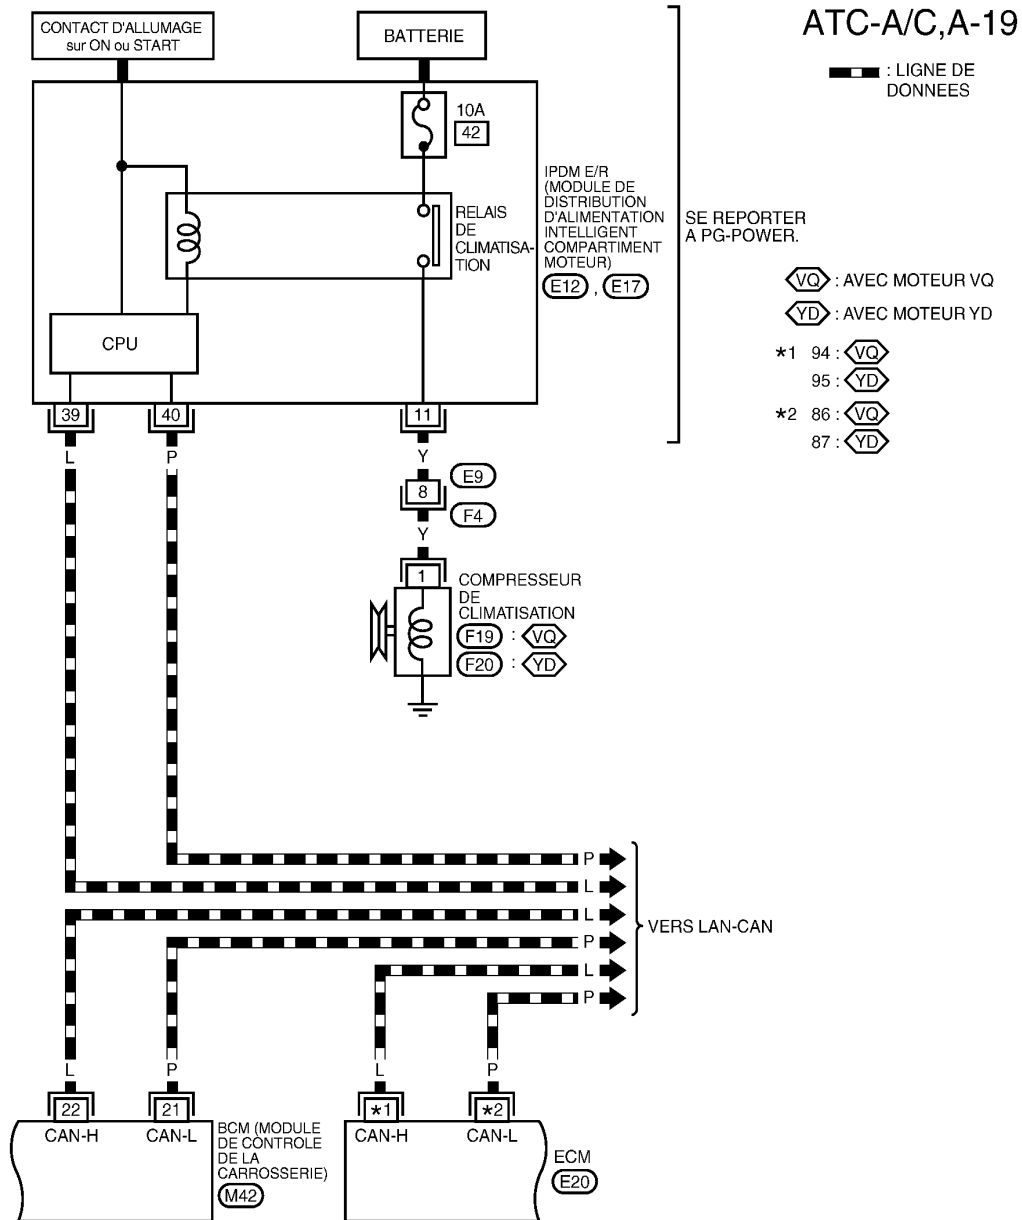 ATC-A/C,A-19
: LIGNE DE
DONNEES
CONTACT D'ALLUMAGE
sur ON ou START
BATTERIE
10A
42
IPDM E/R
(MODULE DE
DISTRIBUTION
D'ALIMENTATION
INTELLIGENT
COMPARTIMENT
MOTEUR)
E12 , E17
RELAIS
DE
CLIMATISA-
TION
SE REPORTER
A PG-POWER.
VQ : AVEC MOTEUR VQ
YD : AVEC MOTEUR YD
*1 94 : VQ
95 : YD
*2 86 : VQ
87 : YD
CPU
39
40
11
L
P
Y
E9
8
F4
Y
1
COMPRESSEUR
DE
CLIMATISATION
F19 : VQ
F20 : YD
P
L
L
P
L
P
VERS LAN-CAN
L
P
L
P
22
21
*1
*2
CAN-H
CAN-L
CAN-H
CAN-L
BCM (MODULE
DE CONTROLE
DE LA
CARROSSERIE)
M42
ECM
E20